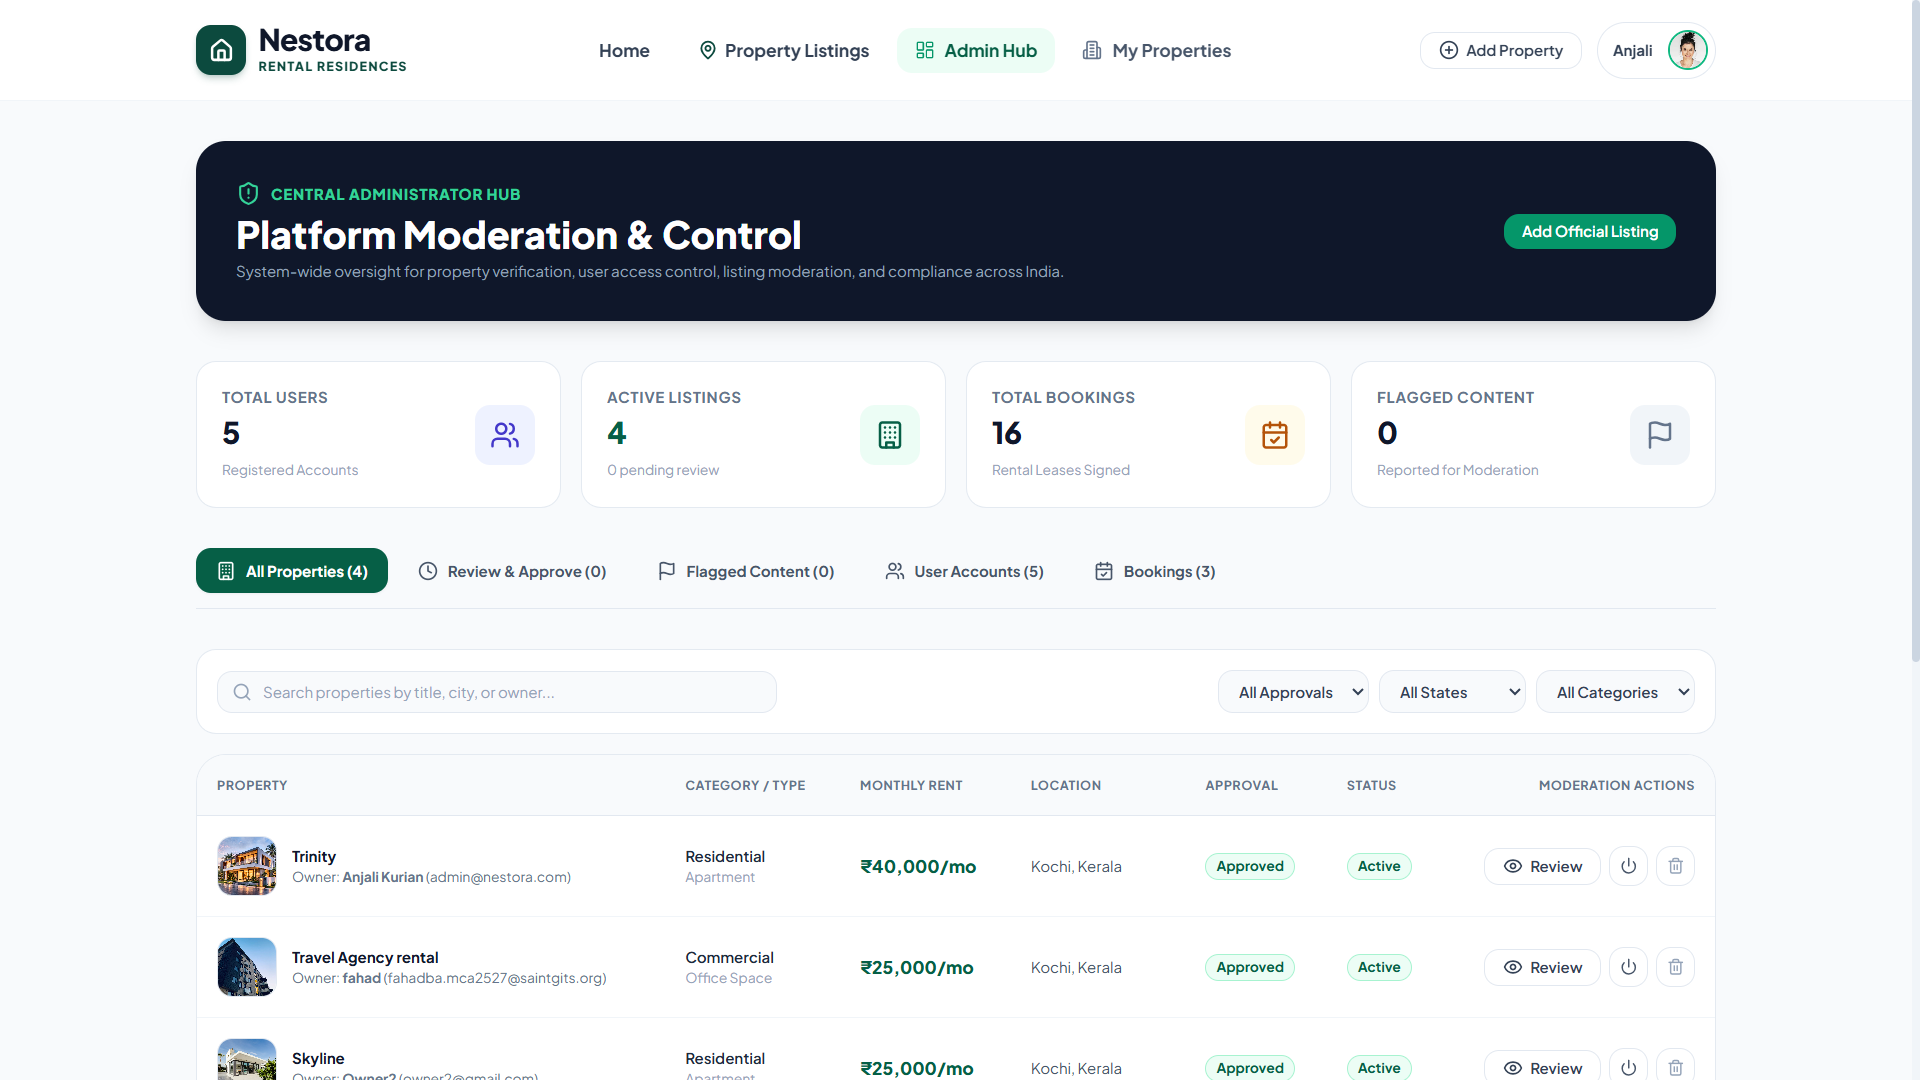 Nestora
RENTAL RESIDENCES
Home
Property Listings
Admin Hub
My Properties
Add Property
Anjali
CENTRAL ADMINISTRATOR HUB
Platform Moderation & Control
System-wide oversight for property verification, user access control, listing moderation, and compliance across India.
Add Official Listing
TOTAL USERS
5
Registered Accounts
ACTIVE LISTINGS
4
0 pending review
TOTAL BOOKINGS
16
Rental Leases Signed
FLAGGED CONTENT
0
Reported for Moderation
All Properties (4)
Review & Approve (0)
Flagged Content (0)
User Accounts (5)
Bookings (3)
Search properties by title, city, or owner...
All Approvals
All States
All Categories
PROPERTY CATEGORY / TYPE MONTHLY RENT LOCATION APPROVAL STATUS MODERATION ACTIONS
Trinity
Owner: Anjali Kurian (admin@nestora.com)
Residential
Apartment
₹40,000/mo
Kochi, Kerala
Approved
Active
Review
Travel Agency rental
Owner: fahad (fahadba.mca2527@saintgits.org)
Commercial
Office Space
₹25,000/mo
Kochi, Kerala
Approved
Active
Review
Skyline
Owner: Owner2 (owner2@gmail.com)
Residential
Apartment
₹25,000/mo
Kochi, Kerala
Approved
Active
Review